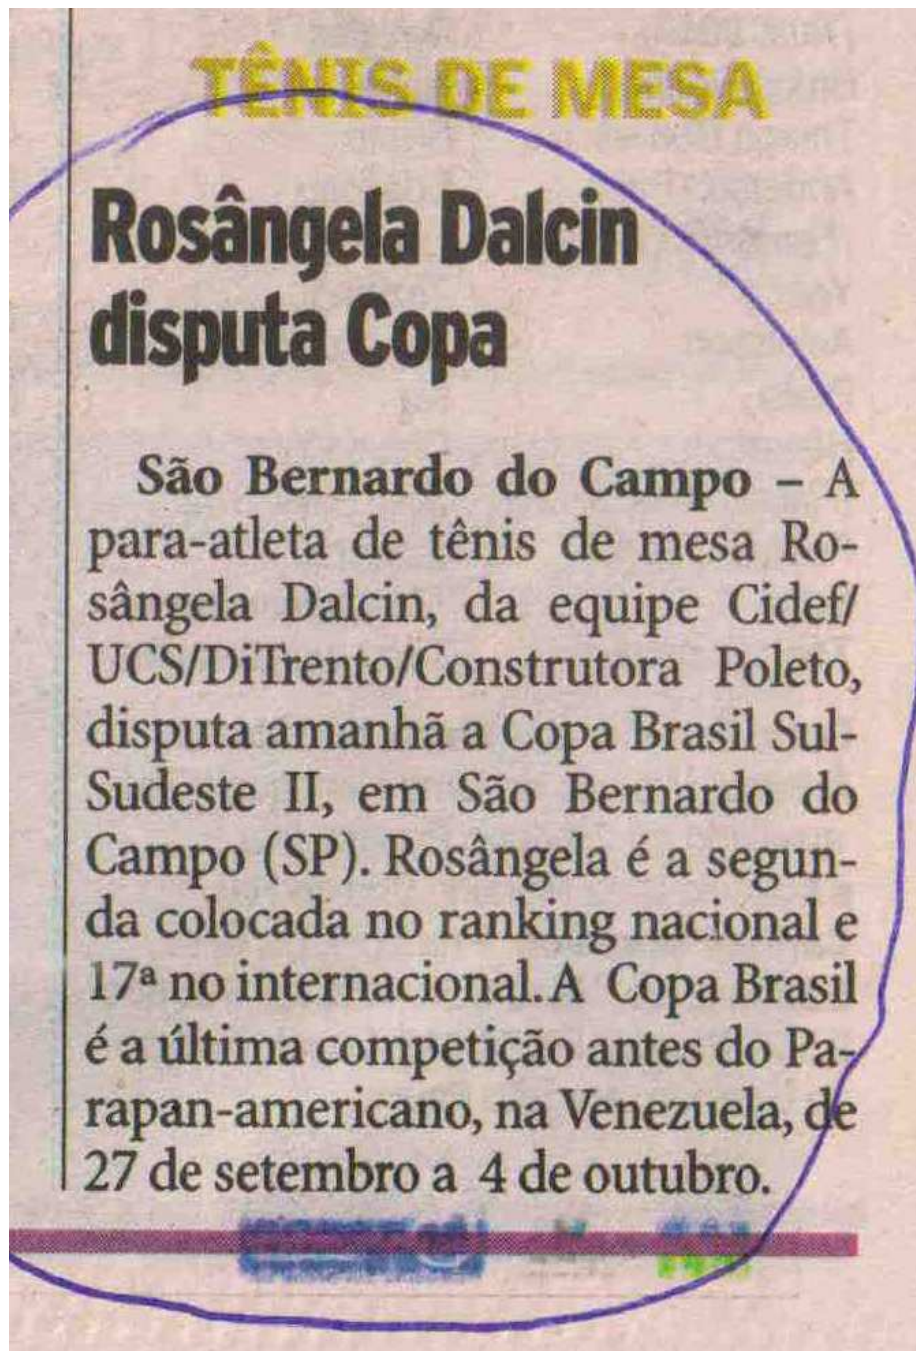 TÊNIS DE MESA
Rosângela Dalcin
disputa Copa
São Bernardo do Campo – A
para-atleta de tênis de mesa Ro-
sângela Dalcin, da equipe Cidef/
UCS/DiTrento/Construtora Poleto,
disputa amanhã a Copa Brasil Sul-
Sudeste II, em São Bernardo do
Campo (SP). Rosângela é a segun-
da colocada no ranking nacional e
17ª no internacional. A Copa Brasil
é a última competição antes do Pa-
rapan-americano, na Venezuela, de
27 de setembro a 4 de outubro.